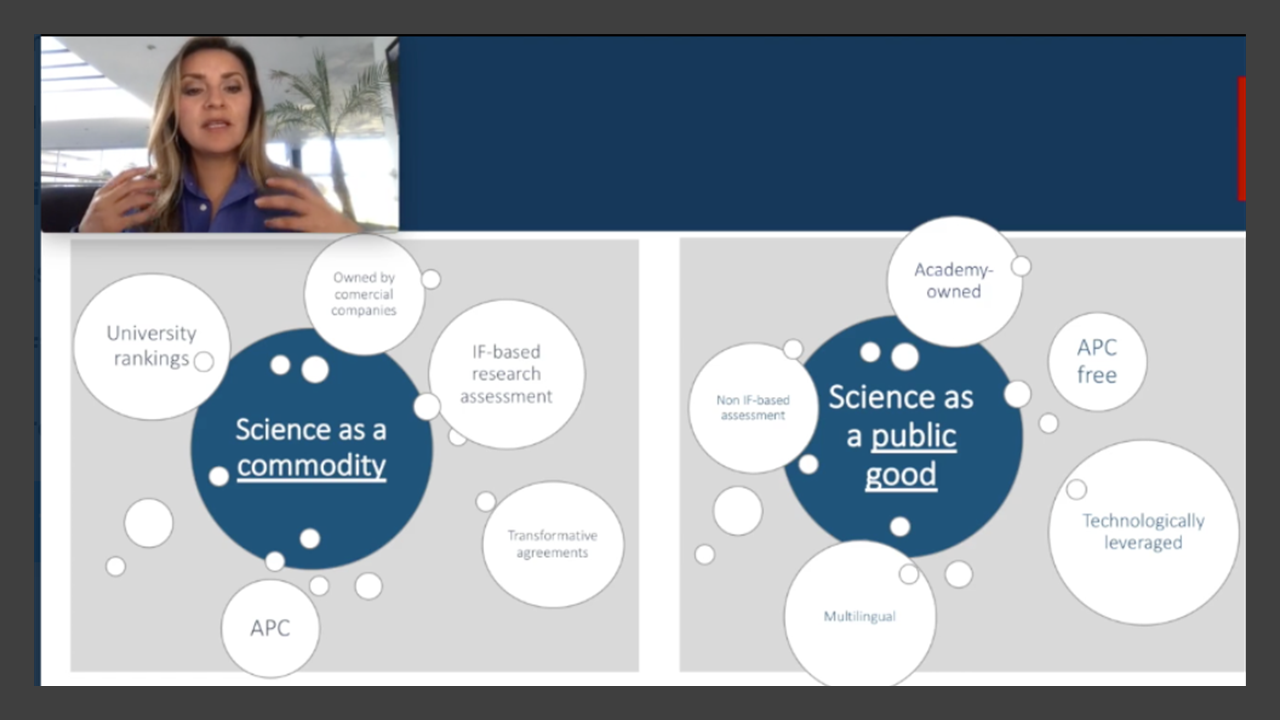 Owned by
comercial
companies
University
rankings
IF-based
research
assessment
Science as a
commodity
Transformative
agreements
APC
Academy-
owned
APC
free
Non IF-based
assessment
Science as
a public
good
Technologically
leveraged
Multilingual